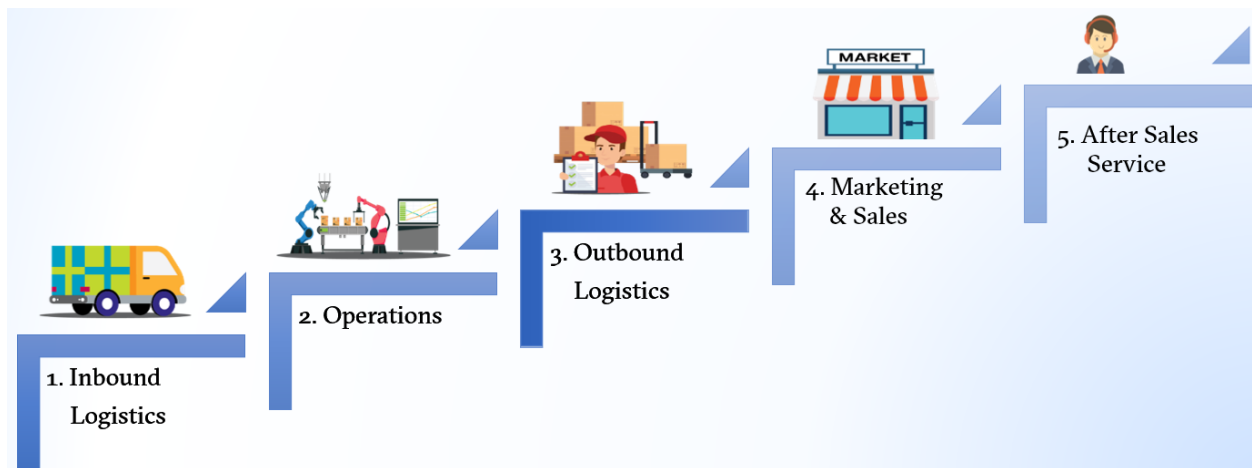 1. Inbound
Logistics
2. Operations
3. Outbound
Logistics
MARKET
4. Marketing
& Sales
5. After Sales
Service